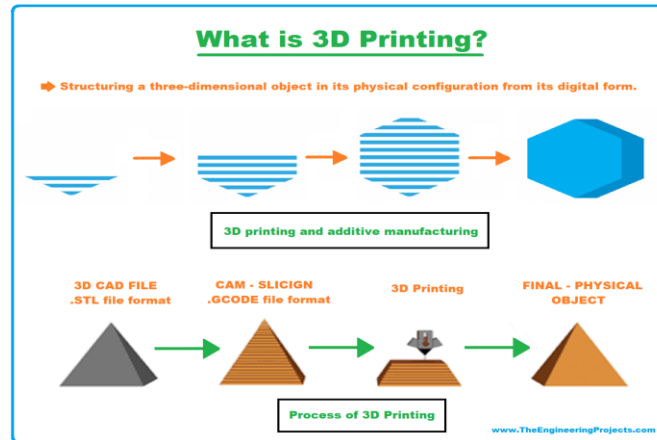 What is 3D Printing?
Structuring a three-dimensional object in its physical configuration from its digital form.
3D printing and additive manufacturing
3D CAD FILE
.STL file format
CAM - SLICIGN
.GCODE file format
3D Printing
FINAL - PHYSICAL
OBJECT
Process of 3D Printing
www.TheEngineeringProjects.com